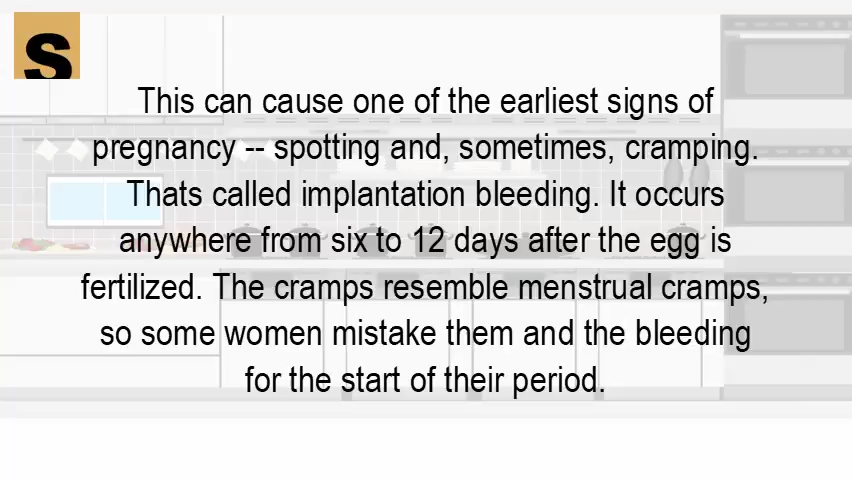 S
This can cause one of the earliest signs of
pregnancy -- spotting and, sometimes, cramping.
Thats called implantation bleeding. It occurs
anywhere from six to 12 days after the egg is
fertilized. The cramps resemble menstrual cramps,
so some women mistake them and the bleeding
for the start of their period.